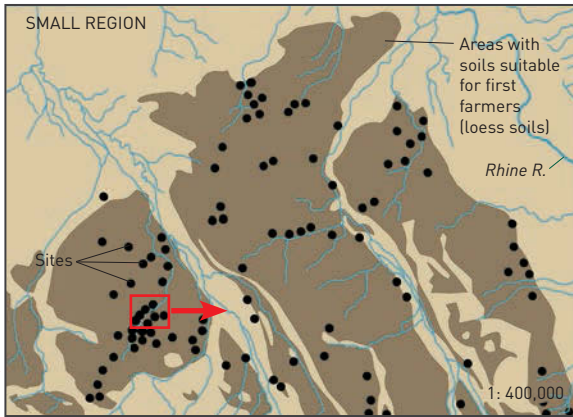 SMALL REGION
Areas with
soils suitable
for first
farmers
(loess soils)
Rhine R.
Sites
1: 400,000